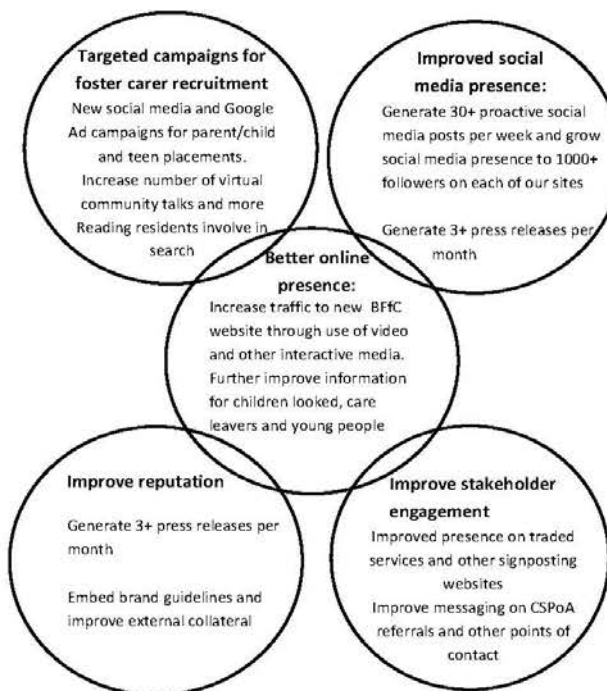 Targeted campaigns for
foster carer recruitment
New social media and Google
Ad campaigns for parent/child
and teen placements.
Increase number of virtual
community talks and more
Reading residents involve in
search
Improved social
media presence:
Generate 30+ proactive social
media posts per week and grow
social media presence to 1000+
followers on each of our sites
Generate 3+ press releases per
month
Better online
presence:
Increase traffic to new BFfC
website through use of video
and other interactive media.
Further improve information
for children looked, care
leavers and young people
Improve reputation
Generate 3+ press releases per
month
Embed brand guidelines and
improve external collateral
Improve stakeholder
engagement
Improved presence on traded
services and other signposting
websites
Improve messaging on CSPoA
referrals and other points of
contact